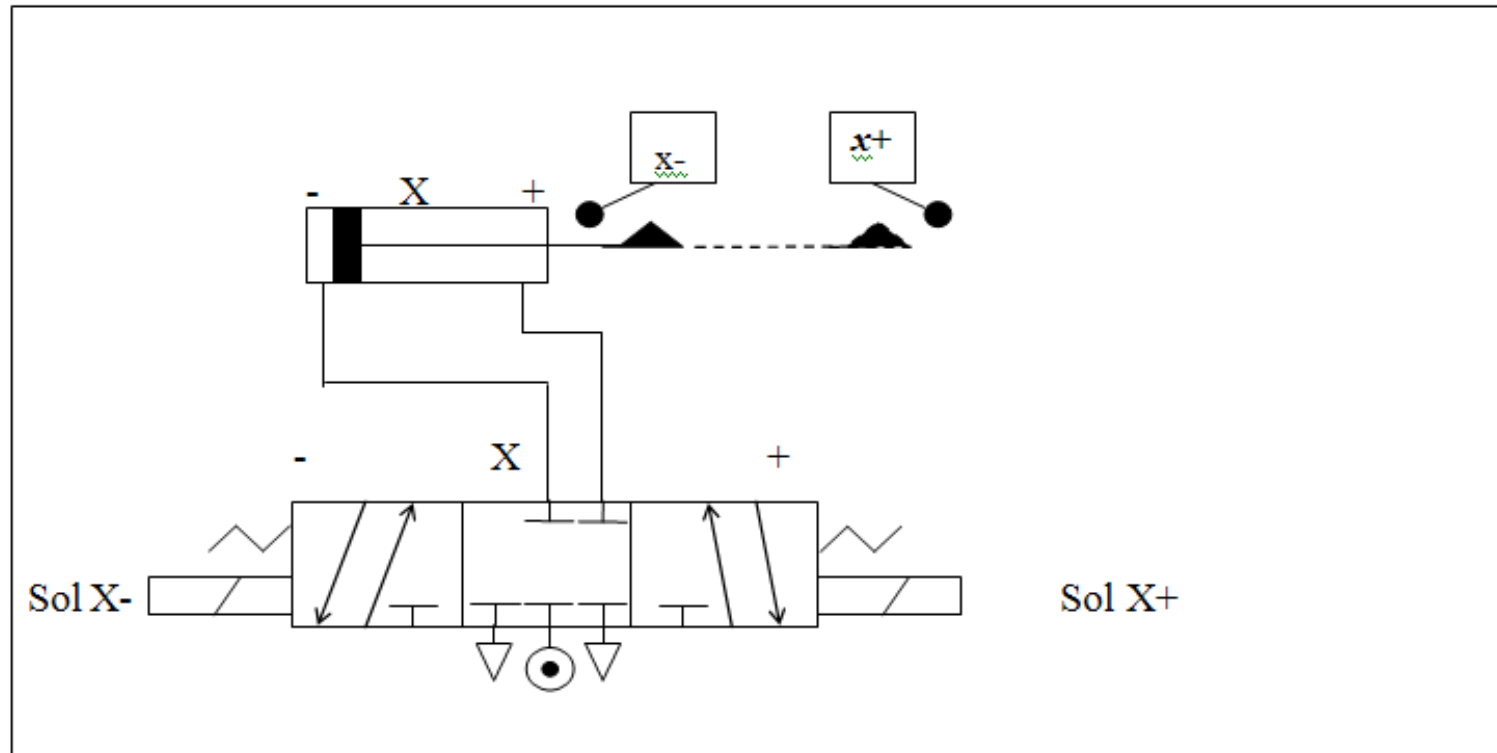 x- x+
- X +
- X +
Sol X- Sol X+